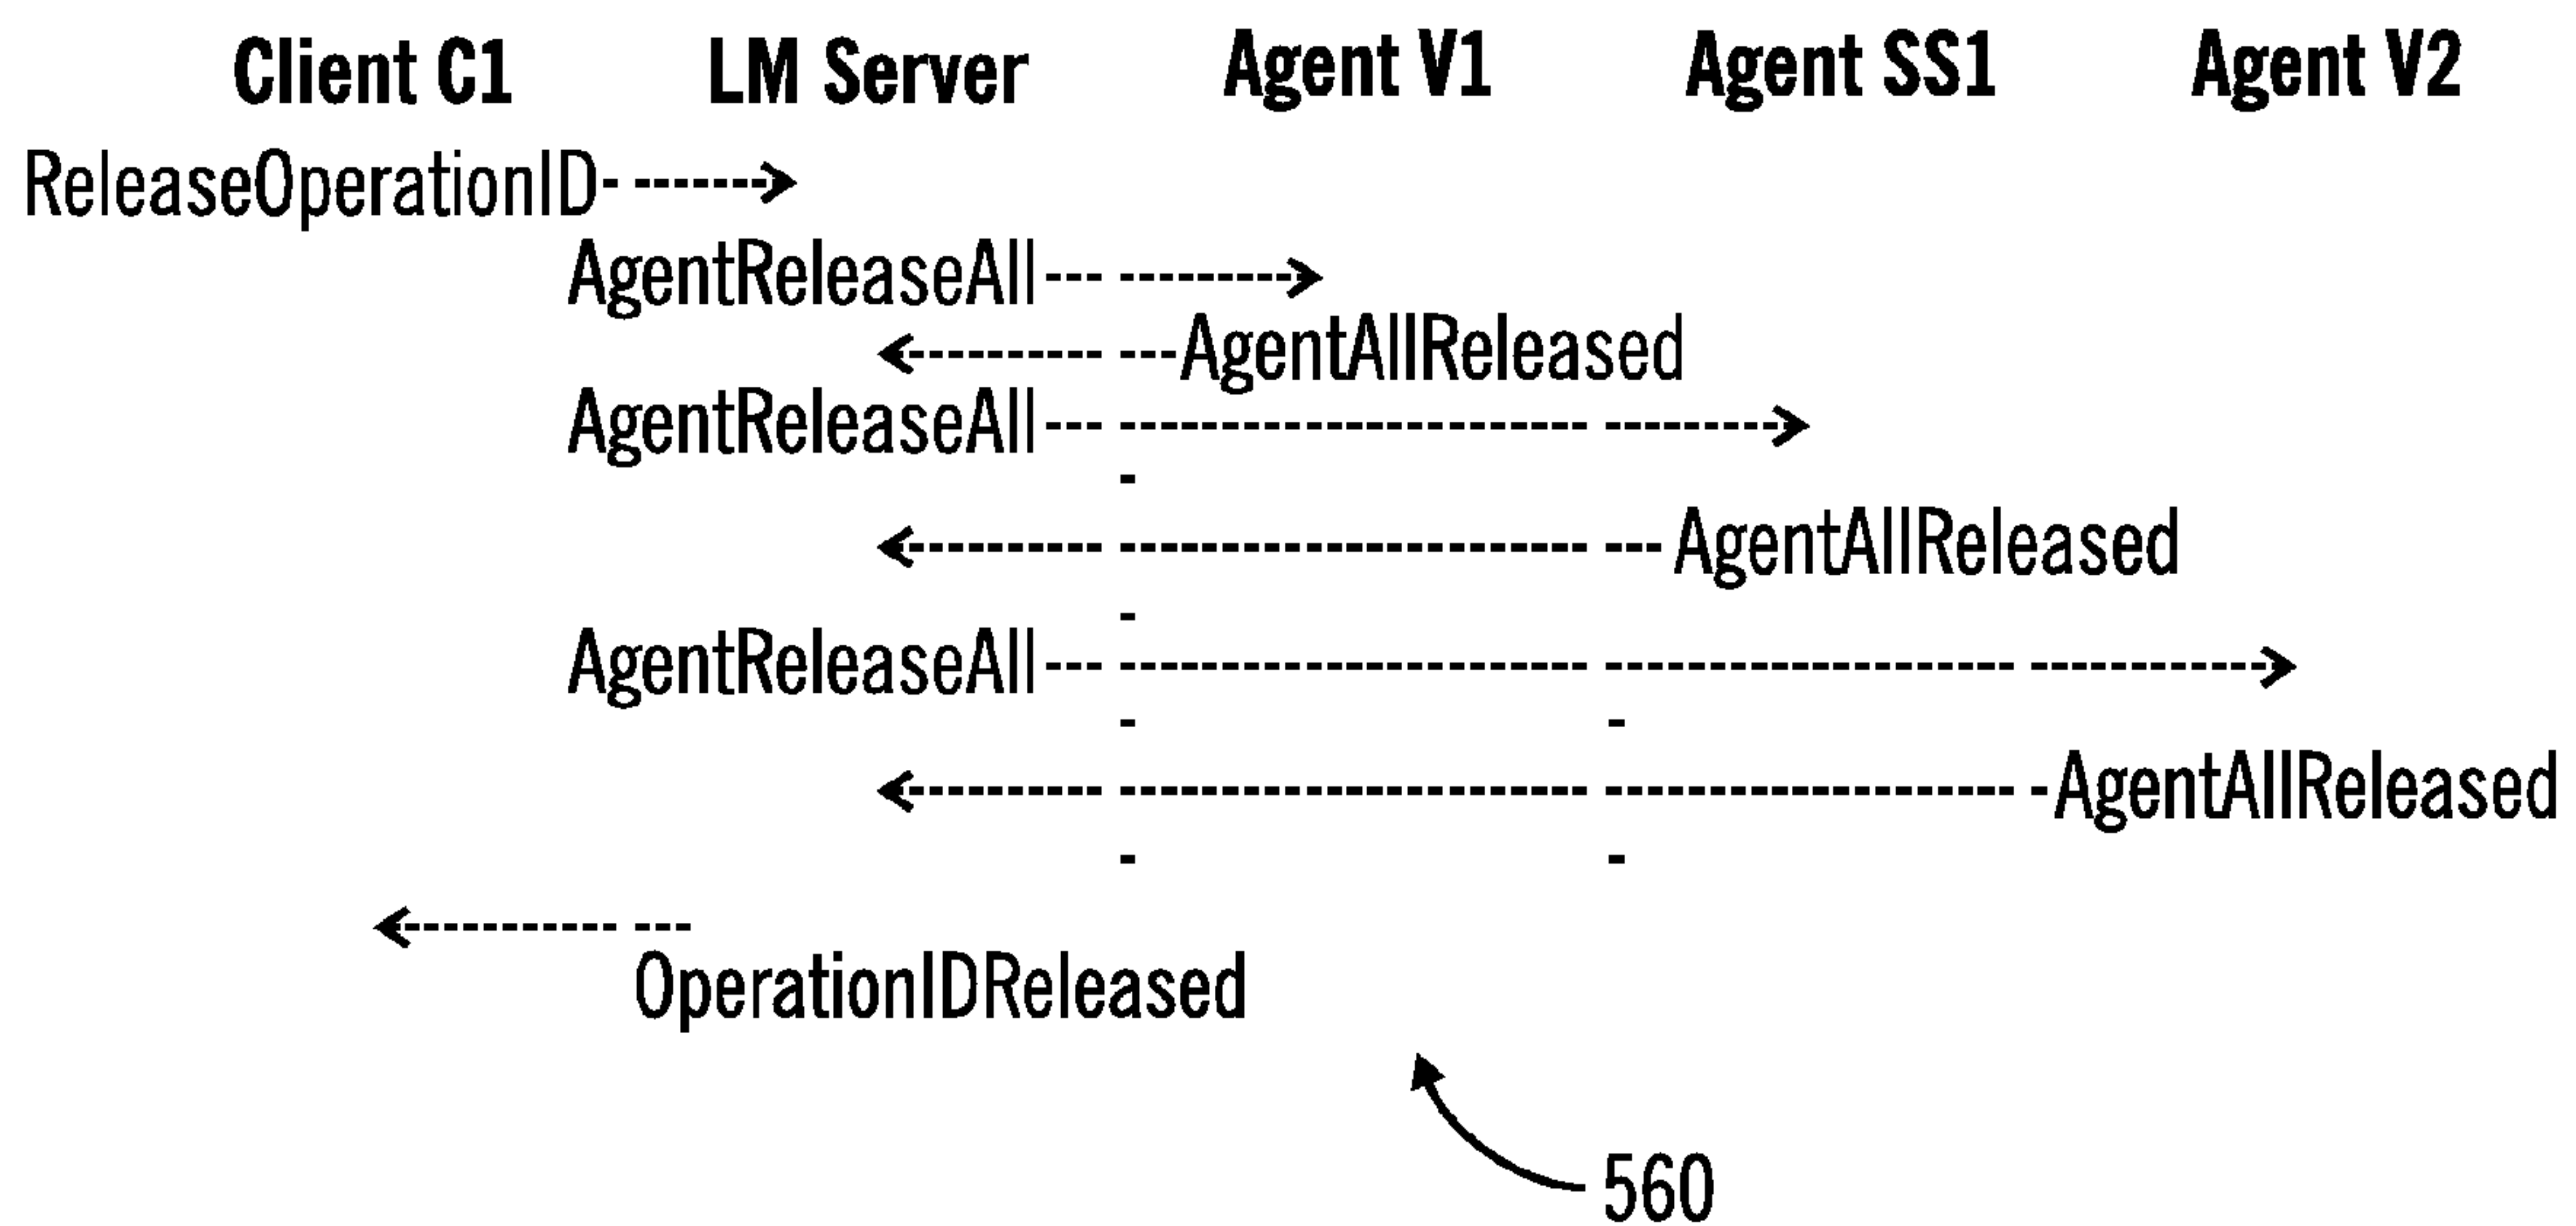 Client C1 LM Server Agent V1 Agent SS1 Agent V2
ReleaseOperationID
AgentReleaseAll
AgentAllReleased
AgentReleaseAll
AgentAllReleased
AgentReleaseAll
AgentAllReleased
OperationIDReleased
560